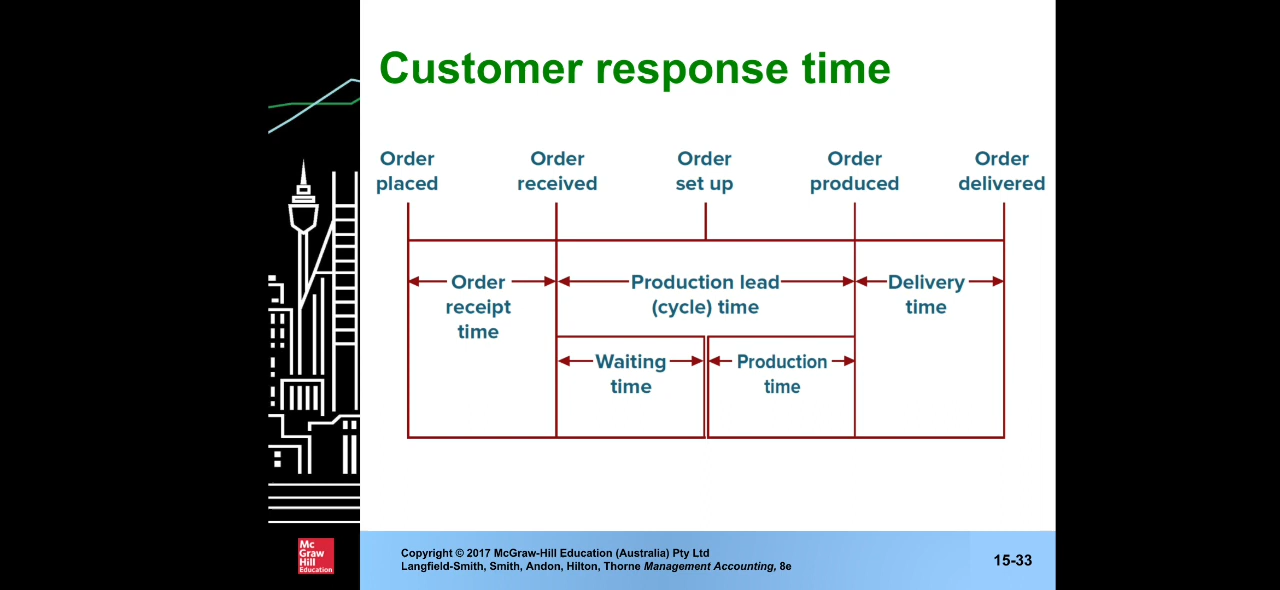 Customer response time
Order placed
Order received
Order set up
Order produced
Order delivered
Order
receipt
time
Production lead
(cycle) time
Delivery
time
Waiting
time
Production
time
Mc
Graw
Hill
Education
Copyright © 2017 McGraw-Hill Education (Australia) Pty Ltd
Langfield-Smith, Smith, Andon, Hilton, Thorne Management Accounting, 8e
15-33